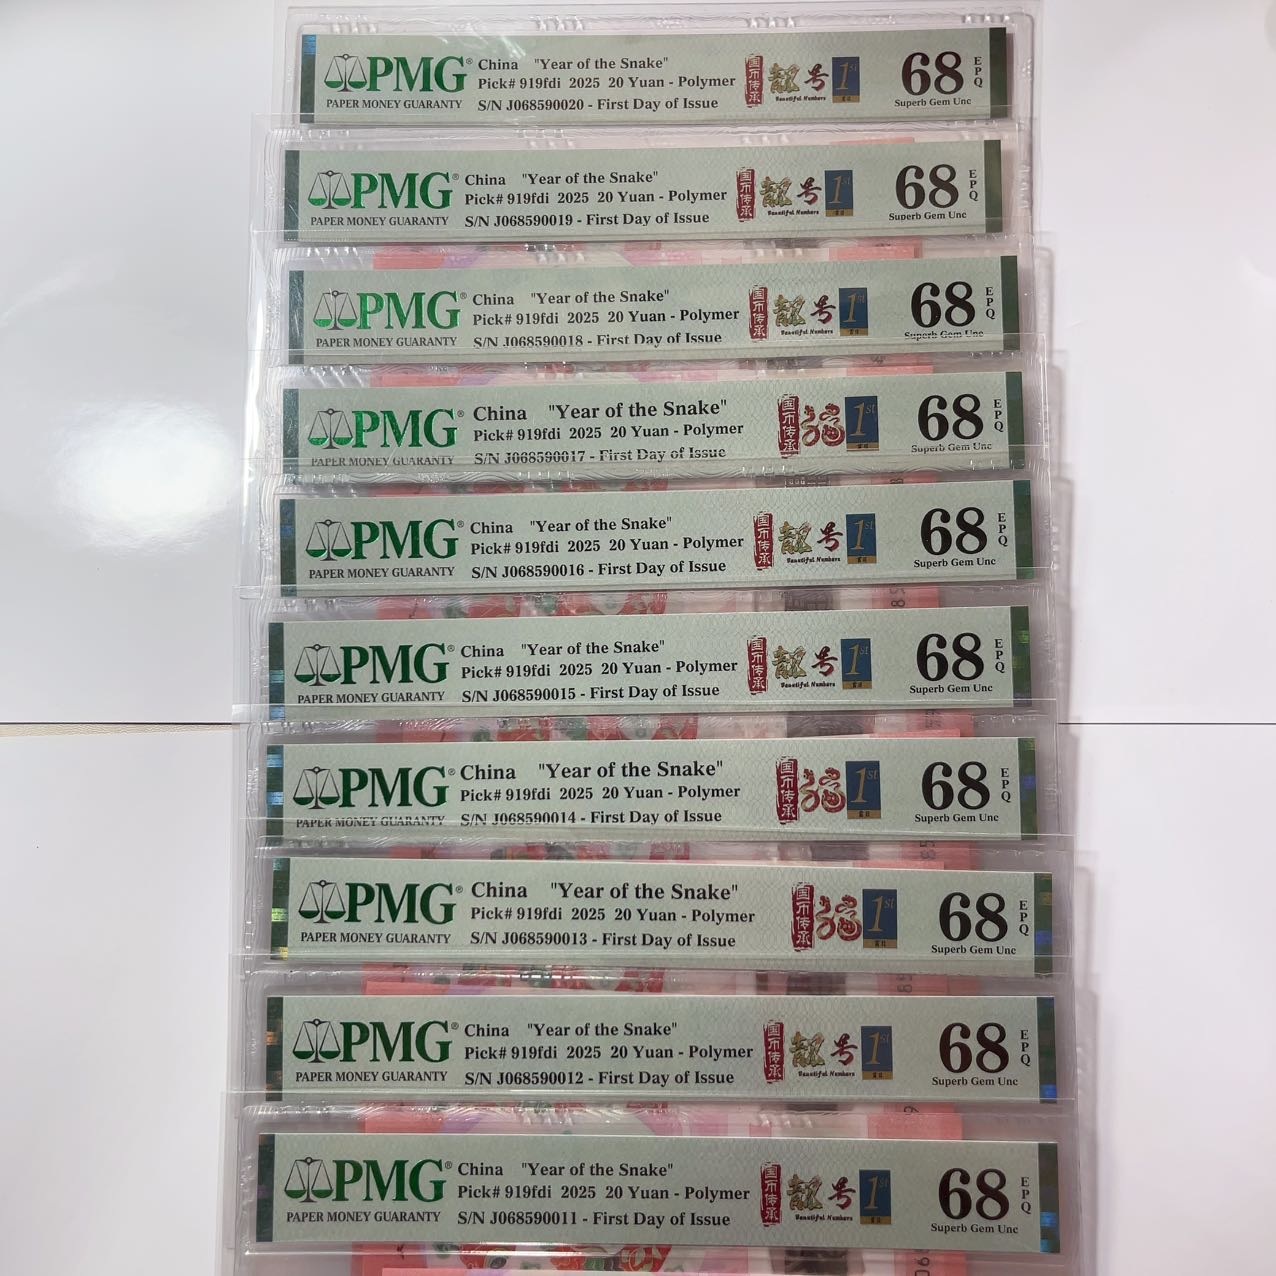 PMG®
PAPER MONEY GUARANTY
China "Year of the Snake"
Pick# 919fdi 2025 20 Yuan - Polymer
S/N J068590020 - First Day of Issue
国币传承
靓号
Beautiful Numbers
1st
68
EPQ
Superb Gem Unc
PMG®
PAPER MONEY GUARANTY
China "Year of the Snake"
Pick# 919fdi 2025 20 Yuan - Polymer
S/N J068590019 - First Day of Issue
国币传承
靓号
Beautiful Numbers
1st
68
EPQ
Superb Gem Unc
PMG®
PAPER MONEY GUARANTY
China "Year of the Snake"
Pick# 919fdi 2025 20 Yuan - Polymer
S/N J068590018 - First Day of Issue
国币传承
靓号
Beautiful Numbers
1st
68
EPQ
Superb Gem Unc
PMG®
PAPER MONEY GUARANTY
China "Year of the Snake"
Pick# 919fdi 2025 20 Yuan - Polymer
S/N J068590017 - First Day of Issue
国币传承
1st
68
EPQ
Superb Gem Unc
PMG®
PAPER MONEY GUARANTY
China "Year of the Snake"
Pick# 919fdi 2025 20 Yuan - Polymer
S/N J068590016 - First Day of Issue
国币传承
靓号
Beautiful Numbers
1st
68
EPQ
Superb Gem Unc
PMG®
PAPER MONEY GUARANTY
China "Year of the Snake"
Pick# 919fdi 2025 20 Yuan - Polymer
S/N J068590015 - First Day of Issue
国币传承
靓号
Beautiful Numbers
1st
68
EPQ
Superb Gem Unc
PMG®
PAPER MONEY GUARANTY
China "Year of the Snake"
Pick# 919fdi 2025 20 Yuan - Polymer
S/N J068590014 - First Day of Issue
国币传承
1st
68
EPQ
Superb Gem Unc
PMG®
PAPER MONEY GUARANTY
China "Year of the Snake"
Pick# 919fdi 2025 20 Yuan - Polymer
S/N J068590013 - First Day of Issue
国币传承
1st
68
EPQ
Superb Gem Unc
PMG®
PAPER MONEY GUARANTY
China "Year of the Snake"
Pick# 919fdi 2025 20 Yuan - Polymer
S/N J068590012 - First Day of Issue
国币传承
靓号
Beautiful Numbers
1st
68
EPQ
Superb Gem Unc
PMG®
PAPER MONEY GUARANTY
China "Year of the Snake"
Pick# 919fdi 2025 20 Yuan - Polymer
S/N J068590011 - First Day of Issue
国币传承
靓号
Beautiful Numbers
1st
68
EPQ
Superb Gem Unc